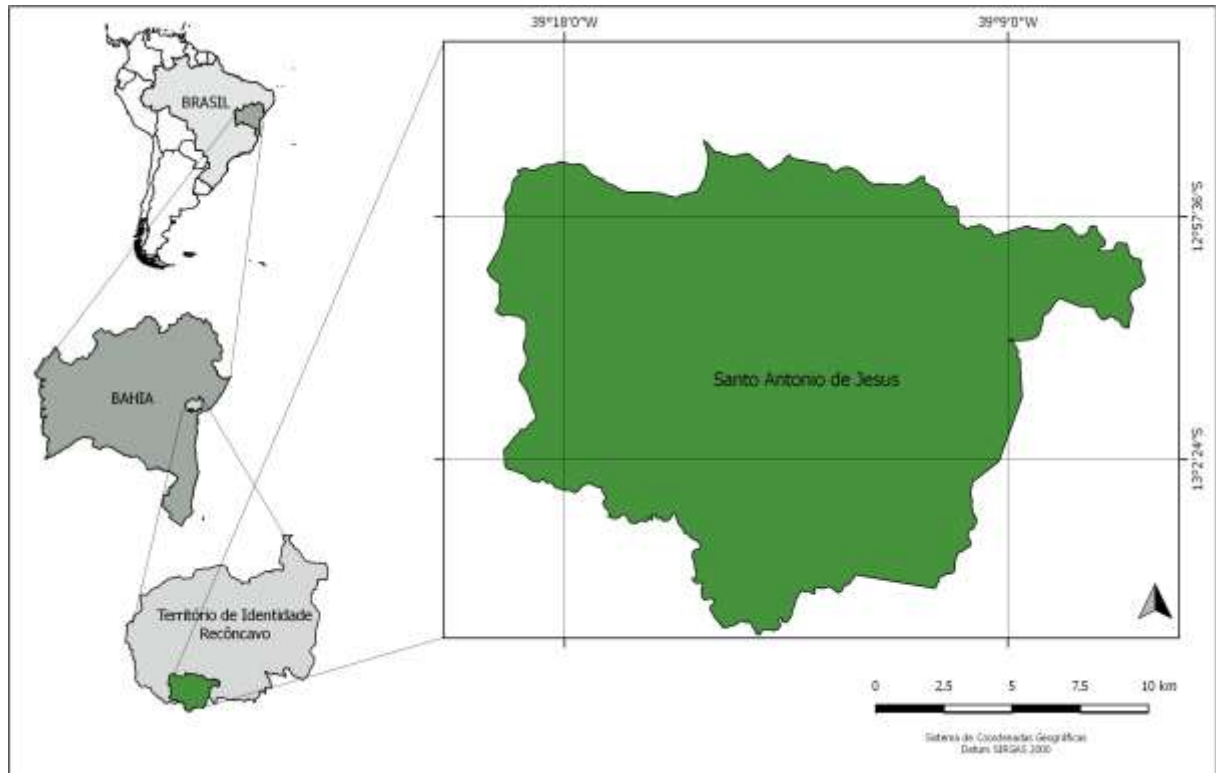 39°18'0"W
39°9'0"W
BRASIL
12°57'36"S
Santo Antonio de Jesus
BAHIA
13°2'24"S
Território de Identidade
Recôncavo
0 2.5 5 7.5 10 km
Sistema de Coordenadas Geográficas
Datum SIRGAS 2000